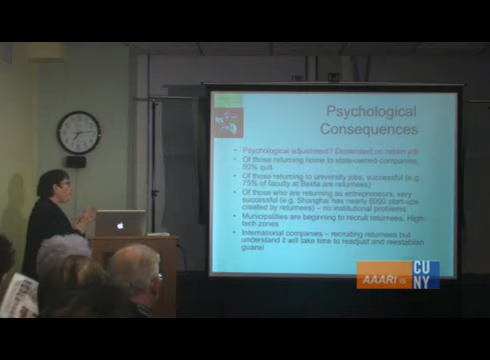 Psychological
Consequences
• Psychological adjustment? Dependent on return job
• Of those returning home to state-owned companies,
50% quit
• Of those returning to university jobs, successful (e.g.
75% of faculty at Beida are returnees)
• Of those who are returning as entrepreneurs, very
successful (e.g. Shanghai has nearly 6000 start-ups
created by returnees) – no institutional problems
• Municipalities are beginning to recruit returnees, High-
tech zones
• International companies – recruiting returnees but
understand it will take time to readjust and reestablish
guanxi
AAARI is
CU
NY